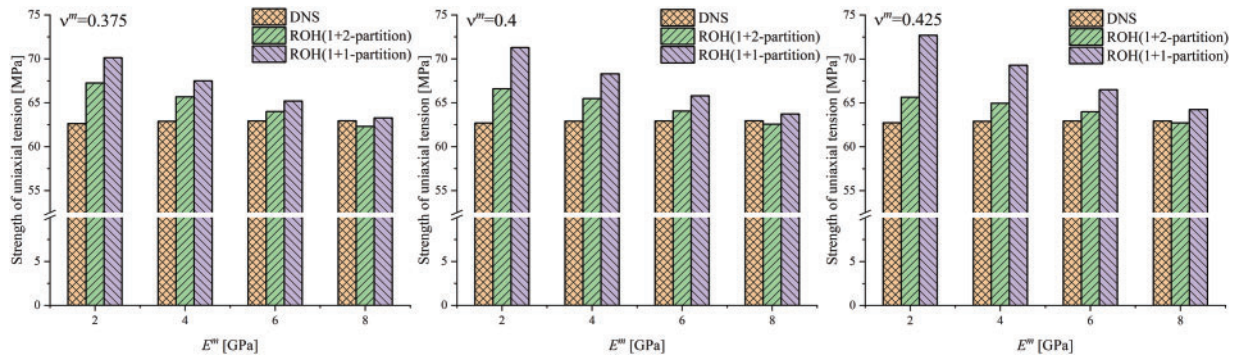 νᵐ=0.375
DNS
ROH(1+2-partition)
ROH(1+1-partition)
Strength of uniaxial tension [MPa]
75
70
65
60
55
5
0
2
4
6
8
Eᵐ [GPa]
νᵐ=0.4
DNS
ROH(1+2-partition)
ROH(1+1-partition)
Strength of uniaxial tension [MPa]
75
70
65
60
55
5
0
2
4
6
8
Eᵐ [GPa]
νᵐ=0.425
DNS
ROH(1+2-partition)
ROH(1+1-partition)
Strength of uniaxial tension [MPa]
75
70
65
60
55
5
0
2
4
6
8
Eᵐ [GPa]